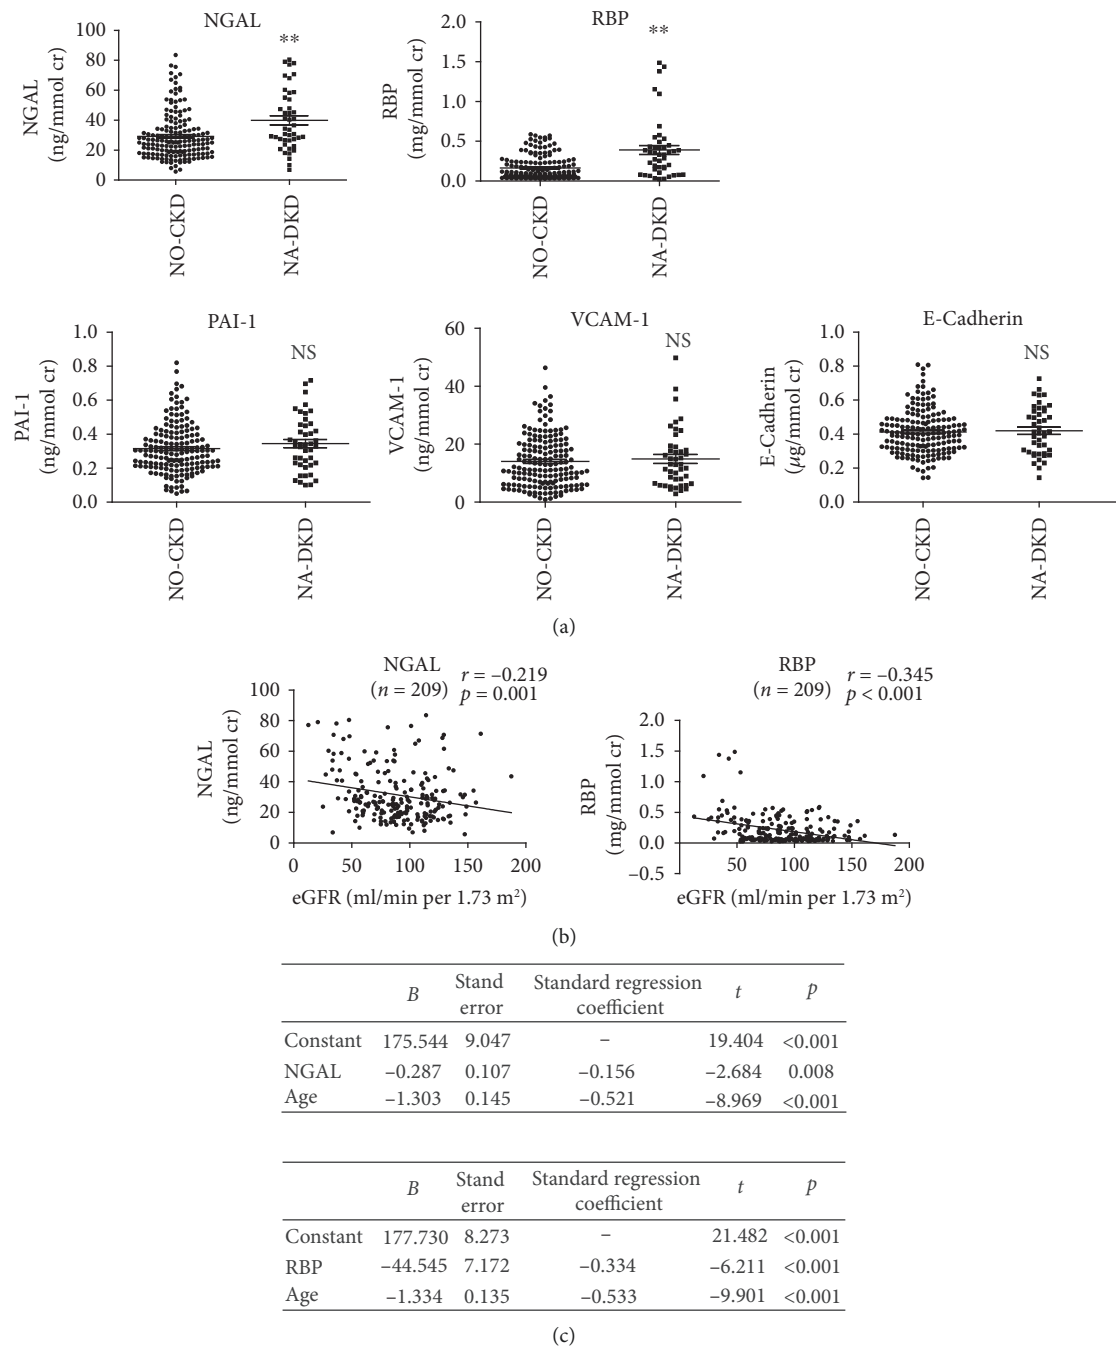 NGAL
**
100
80
60
40
20
0
NGAL
(ng/mmol cr)
NO-CKD
NA-DKD
RBP
**
2.0
1.5
1.0
0.5
0.0
RBP
(mg/mmol cr)
NO-CKD
NA-DKD
PAI-1
NS
1.0
0.8
0.6
0.4
0.2
0.0
PAI-1
(ng/mmol cr)
NO-CKD
NA-DKD
VCAM-1
NS
60
40
20
0
VCAM-1
(ng/mmol cr)
NO-CKD
NA-DKD
E-Cadherin
NS
1.0
0.8
0.6
0.4
0.2
0.0
E-Cadherin
(μg/mmol cr)
NO-CKD
NA-DKD
(a)
NGAL
(n = 209)
r = –0.219
p = 0.001
100
80
60
40
20
0
NGAL
(ng/mmol cr)
0 50 100 150 200
eGFR (ml/min per 1.73 m²)
RBP
(n = 209)
r = –0.345
p < 0.001
2.0
1.5
1.0
0.5
0.0
–0.5
RBP
(mg/mmol cr)
50 100 150 200
eGFR (ml/min per 1.73 m²)
(b)
B Stand error Standard regression coefficient t p
Constant 175.544 9.047 – 19.404 <0.001
NGAL –0.287 0.107 –0.156 –2.684 0.008
Age –1.303 0.145 –0.521 –8.969 <0.001
B Stand error Standard regression coefficient t p
Constant 177.730 8.273 – 21.482 <0.001
RBP –44.545 7.172 –0.334 –6.211 <0.001
Age –1.334 0.135 –0.533 –9.901 <0.001
(c)